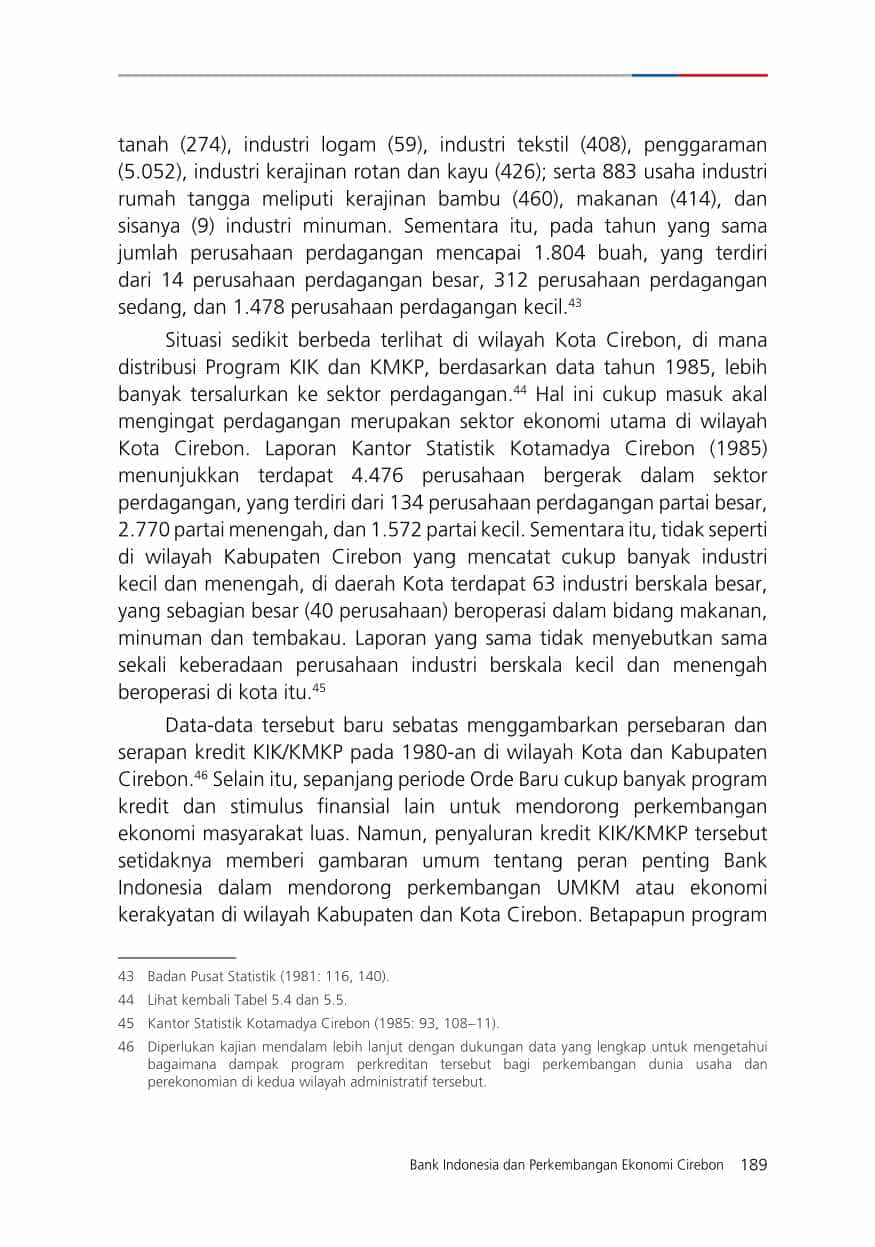 tanah (274), industri logam (59), industri tekstil (408), penggaraman
(5.052), industri kerajinan rotan dan kayu (426); serta 883 usaha industri
rumah tangga meliputi kerajinan bambu (460), makanan (414), dan
sisanya (9) industri minuman. Sementara itu, pada tahun yang sama
jumlah perusahaan perdagangan mencapai 1.804 buah, yang terdiri
dari 14 perusahaan perdagangan besar, 312 perusahaan perdagangan
sedang, dan 1.478 perusahaan perdagangan kecil.⁴³
Situasi sedikit berbeda terlihat di wilayah Kota Cirebon, di mana
distribusi Program KIK dan KMKP, berdasarkan data tahun 1985, lebih
banyak tersalurkan ke sektor perdagangan.⁴⁴ Hal ini cukup masuk akal
mengingat perdagangan merupakan sektor ekonomi utama di wilayah
Kota Cirebon. Laporan Kantor Statistik Kotamadya Cirebon (1985)
menunjukkan terdapat 4.476 perusahaan bergerak dalam sektor
perdagangan, yang terdiri dari 134 perusahaan perdagangan partai besar,
2.770 partai menengah, dan 1.572 partai kecil. Sementara itu, tidak seperti
di wilayah Kabupaten Cirebon yang mencatat cukup banyak industri
kecil dan menengah, di daerah Kota terdapat 63 industri berskala besar,
yang sebagian besar (40 perusahaan) beroperasi dalam bidang makanan,
minuman dan tembakau. Laporan yang sama tidak menyebutkan sama
sekali keberadaan perusahaan industri berskala kecil dan menengah
beroperasi di kota itu.⁴⁵
Data-data tersebut baru sebatas menggambarkan persebaran dan
serapan kredit KIK/KMKP pada 1980-an di wilayah Kota dan Kabupaten
Cirebon.⁴⁶ Selain itu, sepanjang periode Orde Baru cukup banyak program
kredit dan stimulus finansial lain untuk mendorong perkembangan
ekonomi masyarakat luas. Namun, penyaluran kredit KIK/KMKP tersebut
setidaknya memberi gambaran umum tentang peran penting Bank
Indonesia dalam mendorong perkembangan UMKM atau ekonomi
kerakyatan di wilayah Kabupaten dan Kota Cirebon. Betapapun program
43 Badan Pusat Statistik (1981: 116, 140).
44 Lihat kembali Tabel 5.4 dan 5.5.
45 Kantor Statistik Kotamadya Cirebon (1985: 93, 108–11).
46 Diperlukan kajian mendalam lebih lanjut dengan dukungan data yang lengkap untuk mengetahui
bagaimana dampak program perkreditan tersebut bagi perkembangan dunia usaha dan
perekonomian di kedua wilayah administratif tersebut.
Bank Indonesia dan Perkembangan Ekonomi Cirebon 189